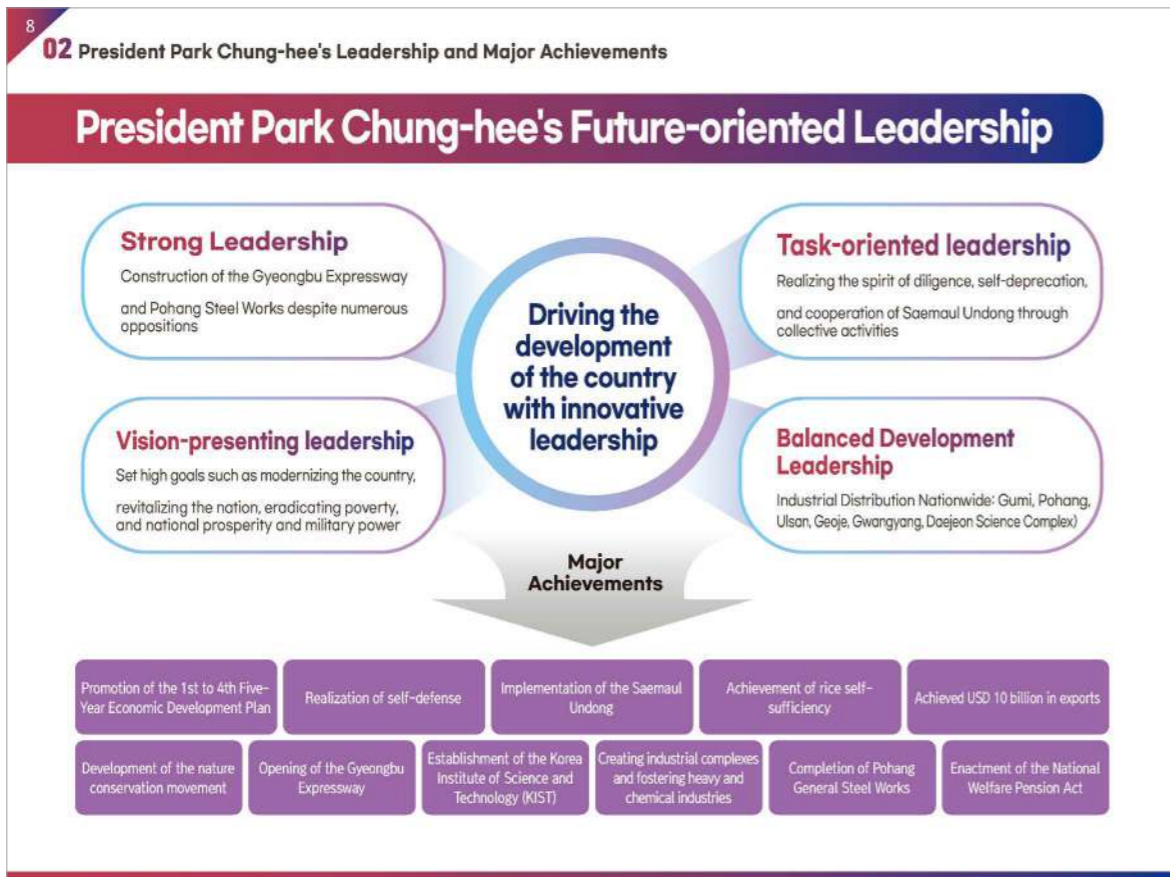 8
02 President Park Chung-hee's Leadership and Major Achievements
President Park Chung-hee's Future-oriented Leadership
Strong Leadership
Construction of the Gyeongbu Expressway
and Pohang Steel Works despite numerous
oppositions
Task-oriented leadership
Realizing the spirit of diligence, self-deprecation,
and cooperation of Saemaul Undong through
collective activities
Driving the
development
of the country
with innovative
leadership
Vision-presenting leadership
Set high goals such as modernizing the country,
revitalizing the nation, eradicating poverty,
and national prosperity and military power
Balanced Development
Leadership
Industrial Distribution Nationwide: Gumi, Pohang,
Ulsan, Geoje, Gwangyang, Daejeon Science Complex)
Major
Achievements
Promotion of the 1st to 4th Five-
Year Economic Development Plan
Realization of self-defense
Implementation of the Saemaul
Undong
Achievement of rice self-
sufficiency
Achieved USD 10 billion in exports
Development of the nature
conservation movement
Opening of the Gyeongbu
Expressway
Establishment of the Korea
Institute of Science and
Technology (KIST)
Creating industrial complexes
and fostering heavy and
chemical industries
Completion of Pohang
General Steel Works
Enactment of the National
Welfare Pension Act